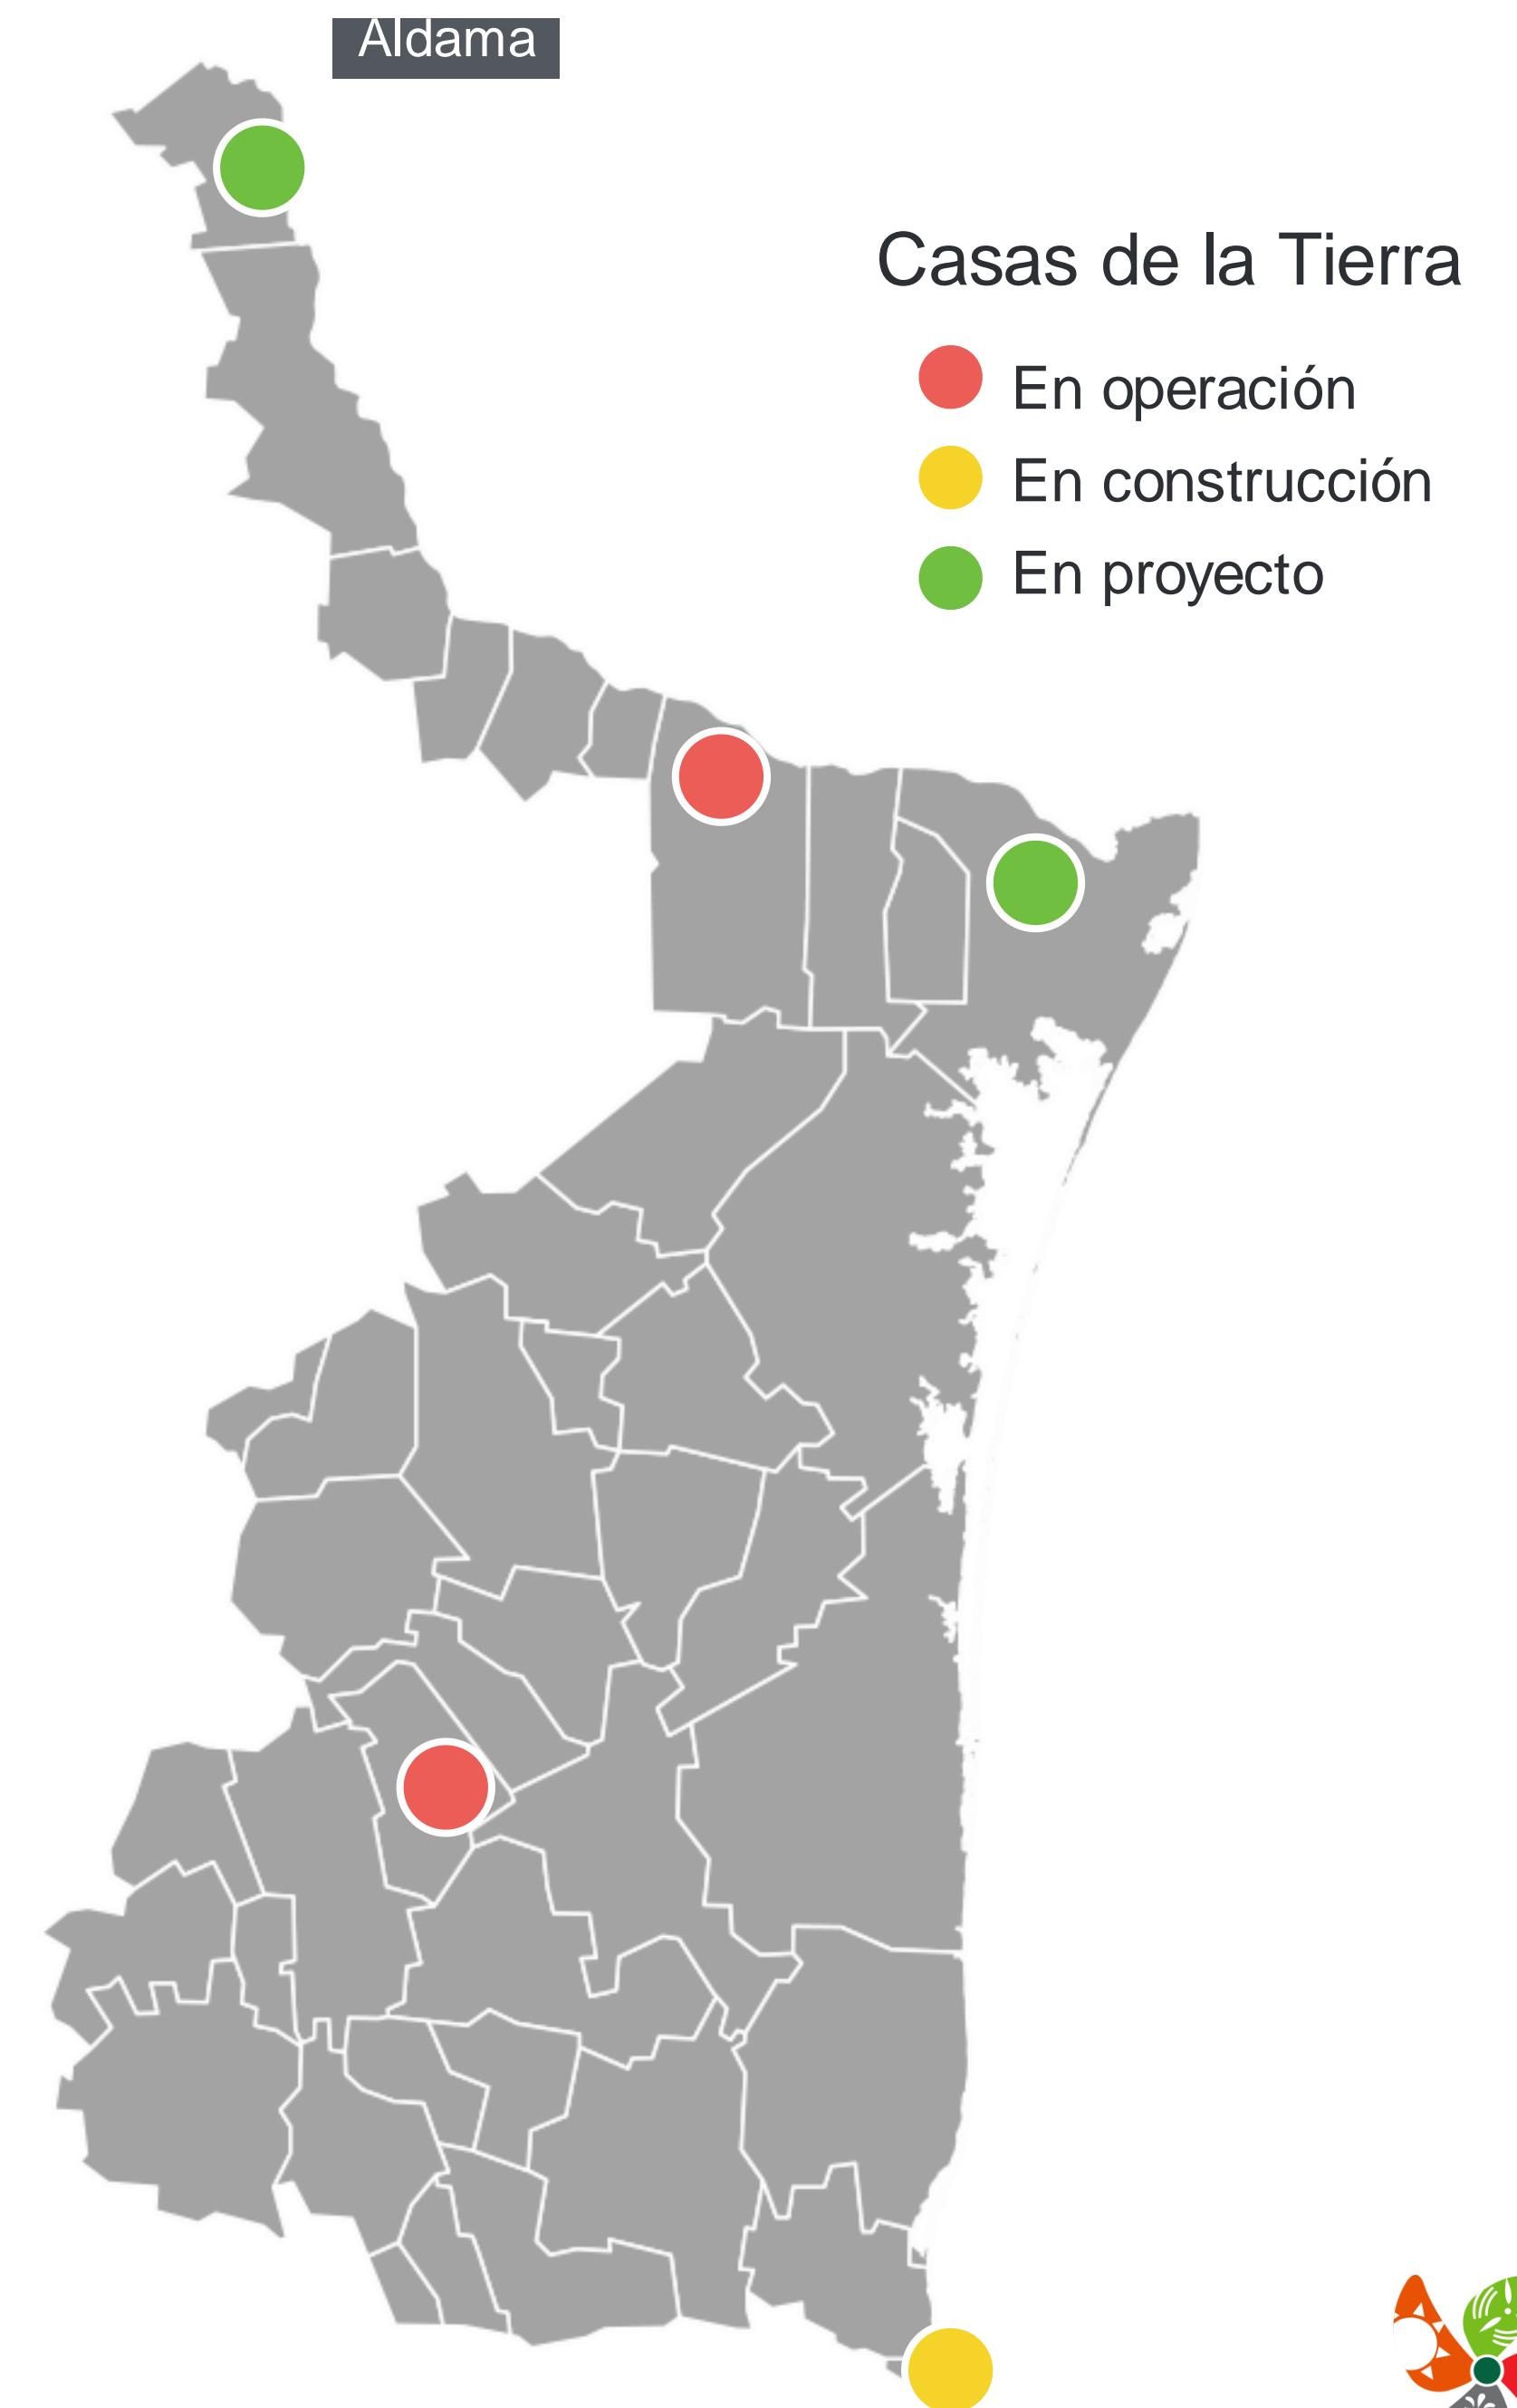 Aldama
Casas de la Tierra
En operación
En construcción
En proyecto